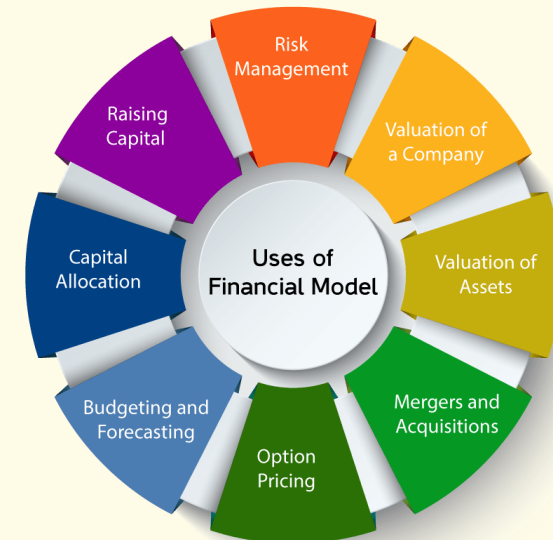 Uses of
Financial Model
Risk
Management
Valuation of
a Company
Valuation of
Assets
Mergers and
Acquisitions
Option
Pricing
Budgeting and
Forecasting
Capital
Allocation
Raising
Capital